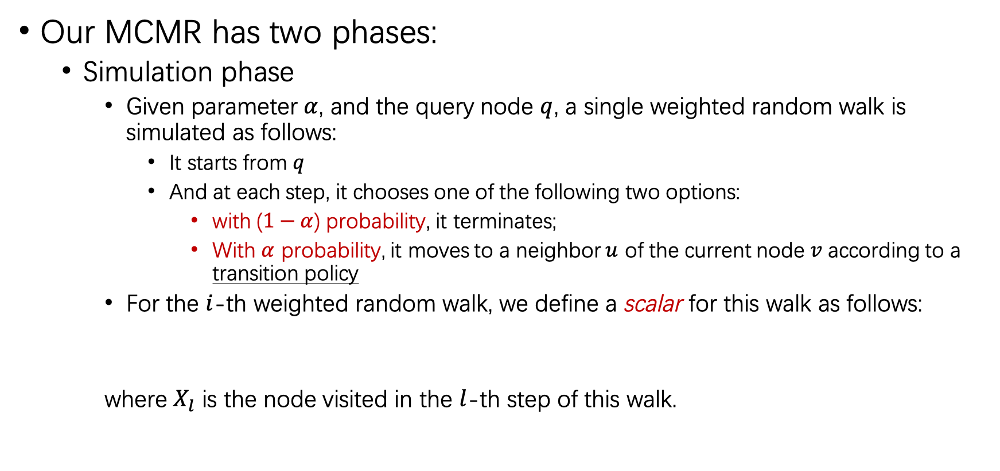 • Our MCMR has two phases:
• Simulation phase
• Given parameter α, and the query node q, a single weighted random walk is
simulated as follows:
• It starts from q
• And at each step, it chooses one of the following two options:
• with (1 − α) probability, it terminates;
• With α probability, it moves to a neighbor u of the current node v according to a
transition policy
• For the i-th weighted random walk, we define a scalar for this walk as follows:
where X_l is the node visited in the l-th step of this walk.